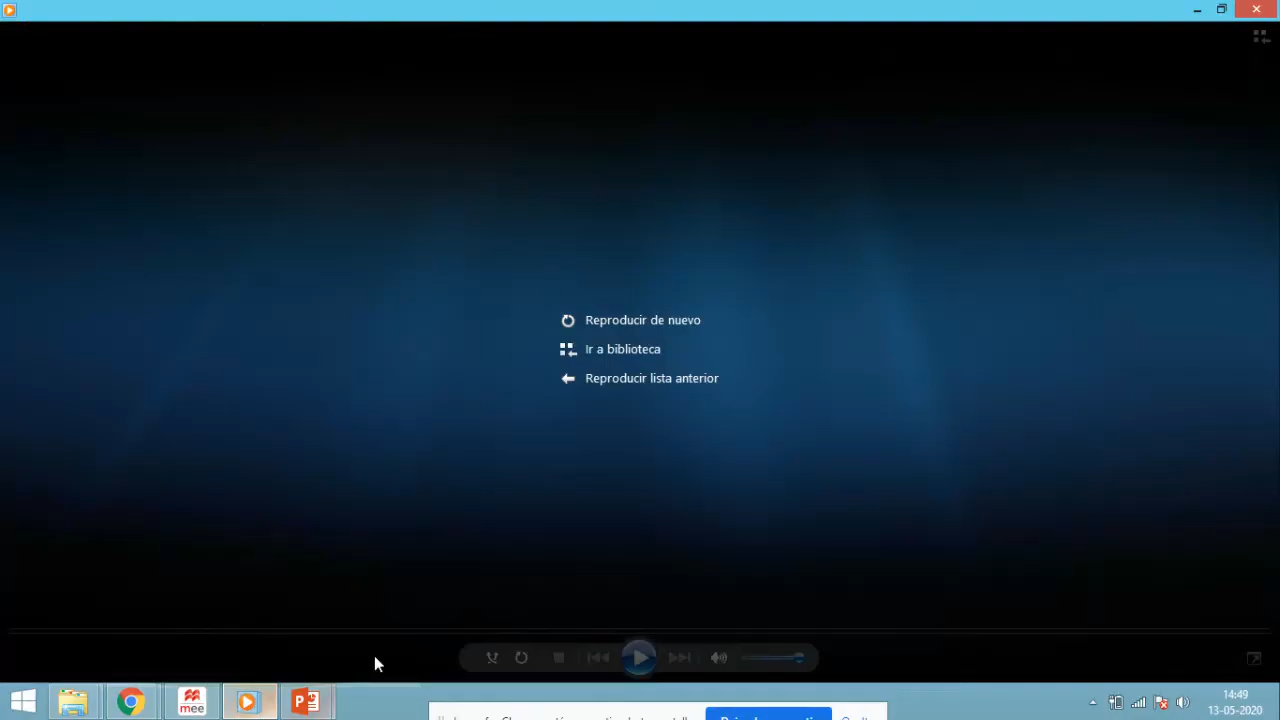 Reproducir de nuevo
Ir a biblioteca
Reproducir lista anterior
mee
14:49
13-05-2020